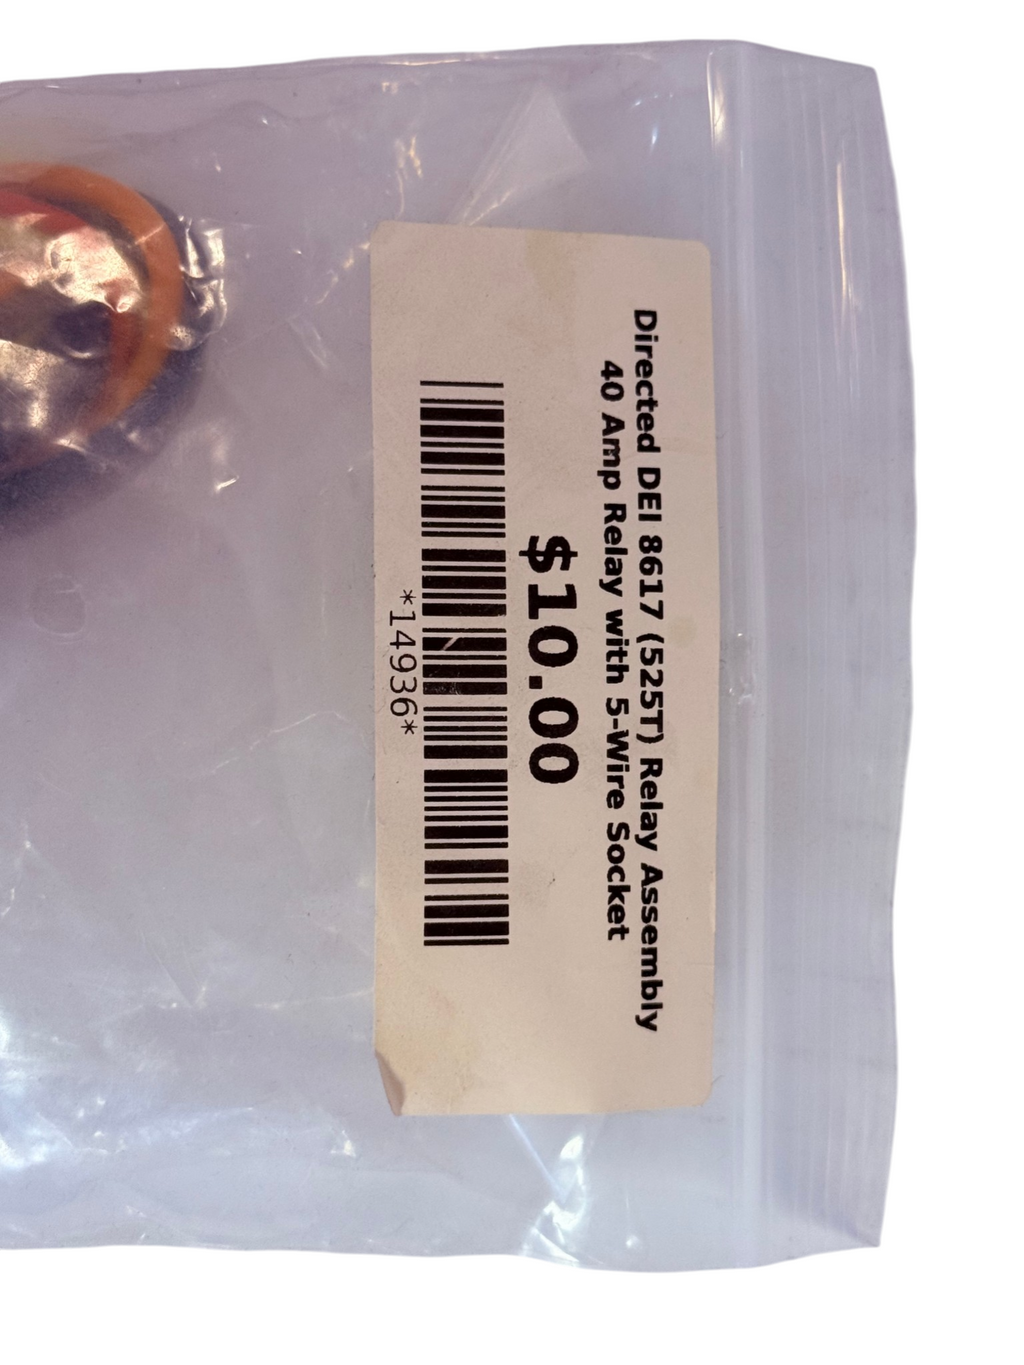 Directed DEI 8617 (525T) Relay Assembly
40 Amp Relay with 5-Wire Socket
$10.00
*14936*